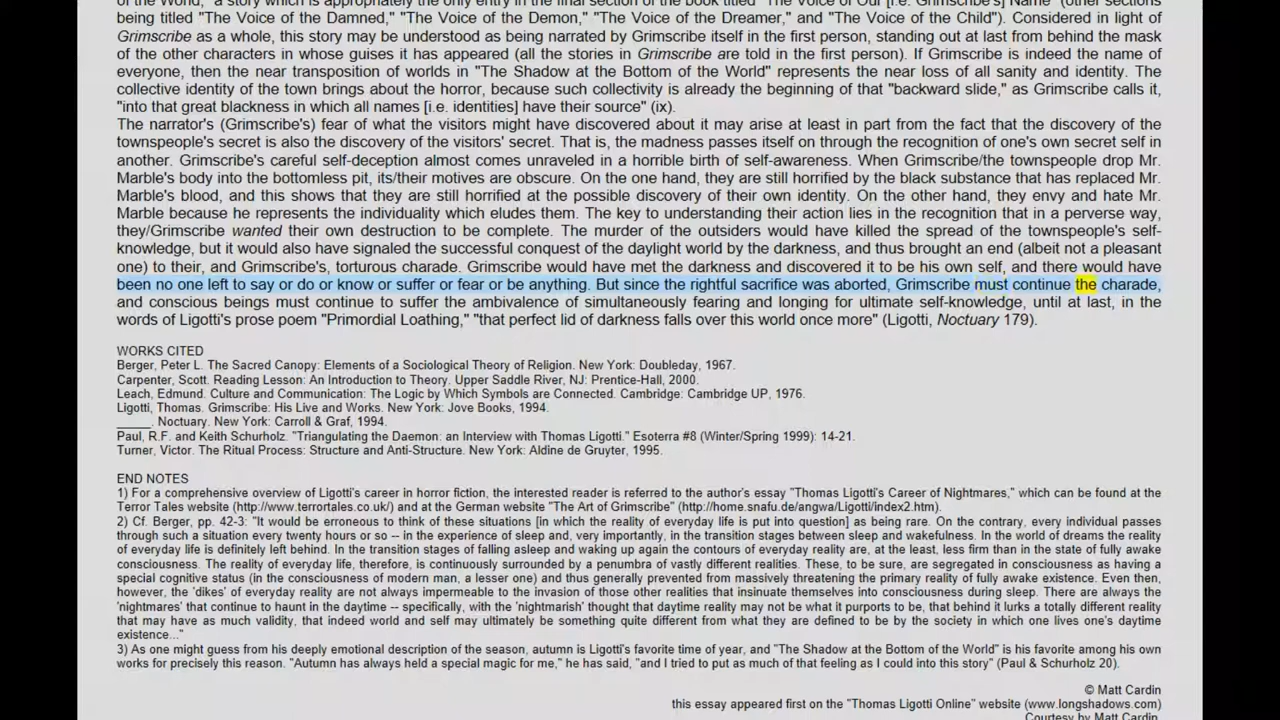 of the World," a story which is appropriately the only entry in the final section of the book titled "The Voice of Our [i.e. Grimscribe's] Name" (other sections
being titled "The Voice of the Damned," "The Voice of the Demon," "The Voice of the Dreamer," and "The Voice of the Child"). Considered in light of
Grimscribe as a whole, this story may be understood as being narrated by Grimscribe itself in the first person, standing out at last from behind the mask
of the other characters in whose guises it has appeared (all the stories in Grimscribe are told in the first person). If Grimscribe is indeed the name of
everyone, then the near transposition of worlds in "The Shadow at the Bottom of the World" represents the near loss of all sanity and identity. The
collective identity of the town brings about the horror, because such collectivity is already the beginning of that "backward slide," as Grimscribe calls it,
"into that great blackness in which all names [i.e. identities] have their source" (ix).
The narrator's (Grimscribe's) fear of what the visitors might have discovered about it may arise at least in part from the fact that the discovery of the
townspeople's secret is also the discovery of the visitors' secret. That is, the madness passes itself on through the recognition of one's own secret self in
another. Grimscribe's careful self-deception almost comes unraveled in a horrible birth of self-awareness. When Grimscribe/the townspeople drop Mr.
Marble's body into the bottomless pit, its/their motives are obscure. On the one hand, they are still horrified by the black substance that has replaced Mr.
Marble's blood, and this shows that they are still horrified at the possible discovery of their own identity. On the other hand, they envy and hate Mr.
Marble because he represents the individuality which eludes them. The key to understanding their action lies in the recognition that in a perverse way,
they/Grimscribe wanted their own destruction to be complete. The murder of the outsiders would have killed the spread of the townspeople's self-
knowledge, but it would also have signaled the successful conquest of the daylight world by the darkness, and thus brought an end (albeit not a pleasant
one) to their, and Grimscribe's, torturous charade. Grimscribe would have met the darkness and discovered it to be his own self, and there would have
been no one left to say or do or know or suffer or fear or be anything. But since the rightful sacrifice was aborted, Grimscribe must continue the charade,
and conscious beings must continue to suffer the ambivalence of simultaneously fearing and longing for ultimate self-knowledge, until at last, in the
words of Ligotti's prose poem "Primordial Loathing," "that perfect lid of darkness falls over this world once more" (Ligotti, Noctuary 179).
WORKS CITED
Berger, Peter L. The Sacred Canopy: Elements of a Sociological Theory of Religion. New York: Doubleday, 1967.
Carpenter, Scott. Reading Lesson: An Introduction to Theory. Upper Saddle River, NJ: Prentice-Hall, 2000.
Leach, Edmund. Culture and Communication: The Logic by Which Symbols are Connected. Cambridge: Cambridge UP, 1976.
Ligotti, Thomas. Grimscribe: His Live and Works. New York: Jove Books, 1994.
_____. Noctuary. New York: Carroll & Graf, 1994.
Paul, R.F. and Keith Schurholz. "Triangulating the Daemon: an Interview with Thomas Ligotti." Esoterra #8 (Winter/Spring 1999): 14-21.
Turner, Victor. The Ritual Process: Structure and Anti-Structure. New York: Aldine de Gruyter, 1995.
END NOTES
1) For a comprehensive overview of Ligotti's career in horror fiction, the interested reader is referred to the author's essay "Thomas Ligotti's Career of Nightmares," which can be found at the
Terror Tales website (http://www.terrortales.co.uk/) and at the German website "The Art of Grimscribe" (http://home.snafu.de/angwa/Ligotti/index2.htm).
2) Cf. Berger, pp. 42-3: "It would be erroneous to think of these situations [in which the reality of everyday life is put into question] as being rare. On the contrary, every individual passes
through such a situation every twenty hours or so -- in the experience of sleep and, very importantly, in the transition stages between sleep and wakefulness. In the world of dreams the reality
of everyday life is definitely left behind. In the transition stages of falling asleep and waking up again the contours of everyday reality are, at the least, less firm than in the state of fully awake
consciousness. The reality of everyday life, therefore, is continuously surrounded by a penumbra of vastly different realities. These, to be sure, are segregated in consciousness as having a
special cognitive status (in the consciousness of modern man, a lesser one) and thus generally prevented from massively threatening the primary reality of fully awake existence. Even then,
however, the 'dikes' of everyday reality are not always impermeable to the invasion of those other realities that insinuate themselves into consciousness during sleep. There are always the
'nightmares' that continue to haunt in the daytime -- specifically, with the 'nightmarish' thought that daytime reality may not be what it purports to be, that behind it lurks a totally different reality
that may have as much validity, that indeed world and self may ultimately be something quite different from what they are defined to be by the society in which one lives one's daytime
existence..."
3) As one might guess from his deeply emotional description of the season, autumn is Ligotti's favorite time of year, and "The Shadow at the Bottom of the World" is his favorite among his own
works for precisely this reason. "Autumn has always held a special magic for me," he has said, "and I tried to put as much of that feeling as I could into this story" (Paul & Schurholz 20).
© Matt Cardin
this essay appeared first on the "Thomas Ligotti Online" website (www.longshadows.com)
Courtesy by Matt Cardin.